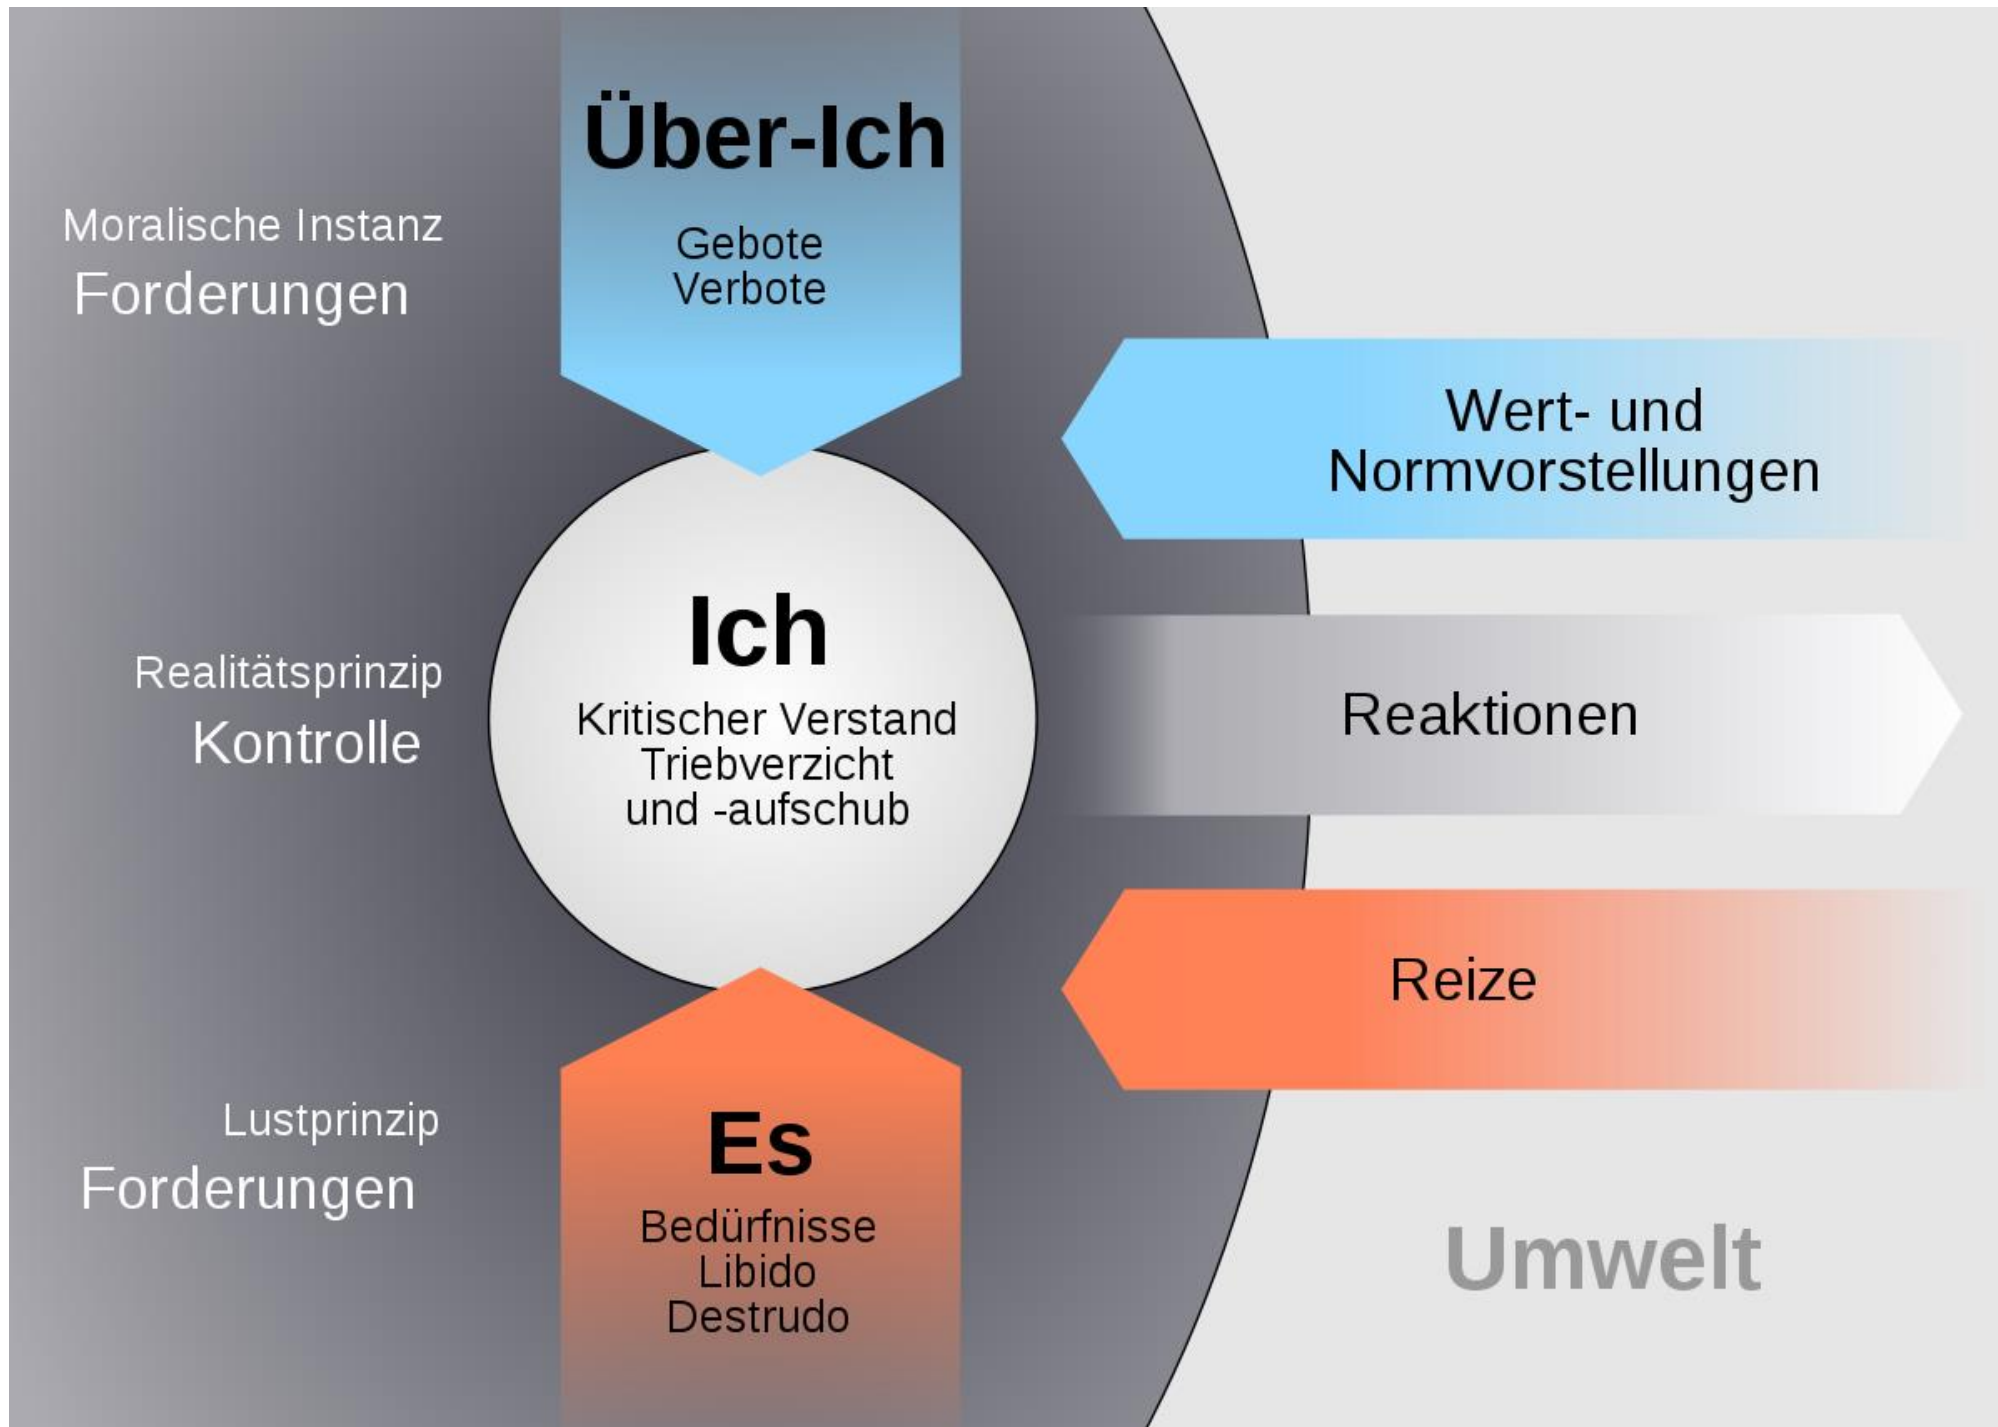 Über-Ich
Gebote
Verbote
Moralische Instanz
Forderungen
Wert- und
Normvorstellungen
Ich
Kritischer Verstand
Triebverzicht
und -aufschub
Realitätsprinzip
Kontrolle
Reaktionen
Reize
Lustprinzip
Forderungen
Es
Bedürfnisse
Libido
Destrudo
Umwelt